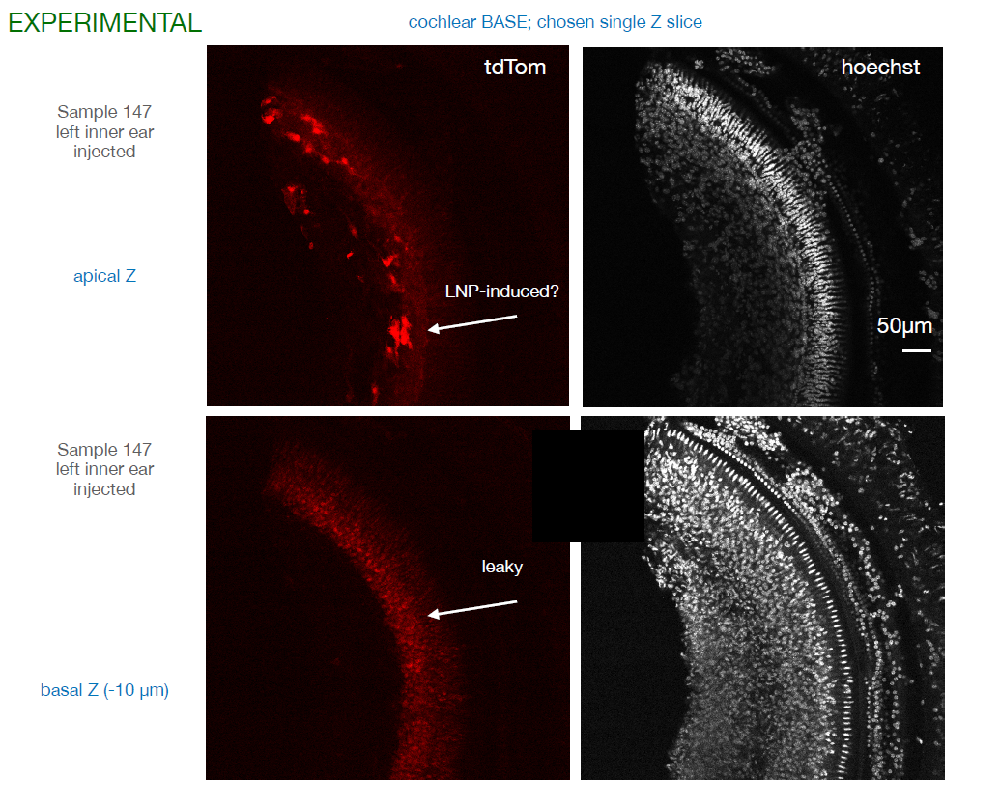 EXPERIMENTAL
cochlear BASE; chosen single Z slice
tdTom
hoechst
Sample 147
left inner ear
injected
apical Z
LNP-induced?
50µm
Sample 147
left inner ear
injected
leaky
basal Z (-10 µm)